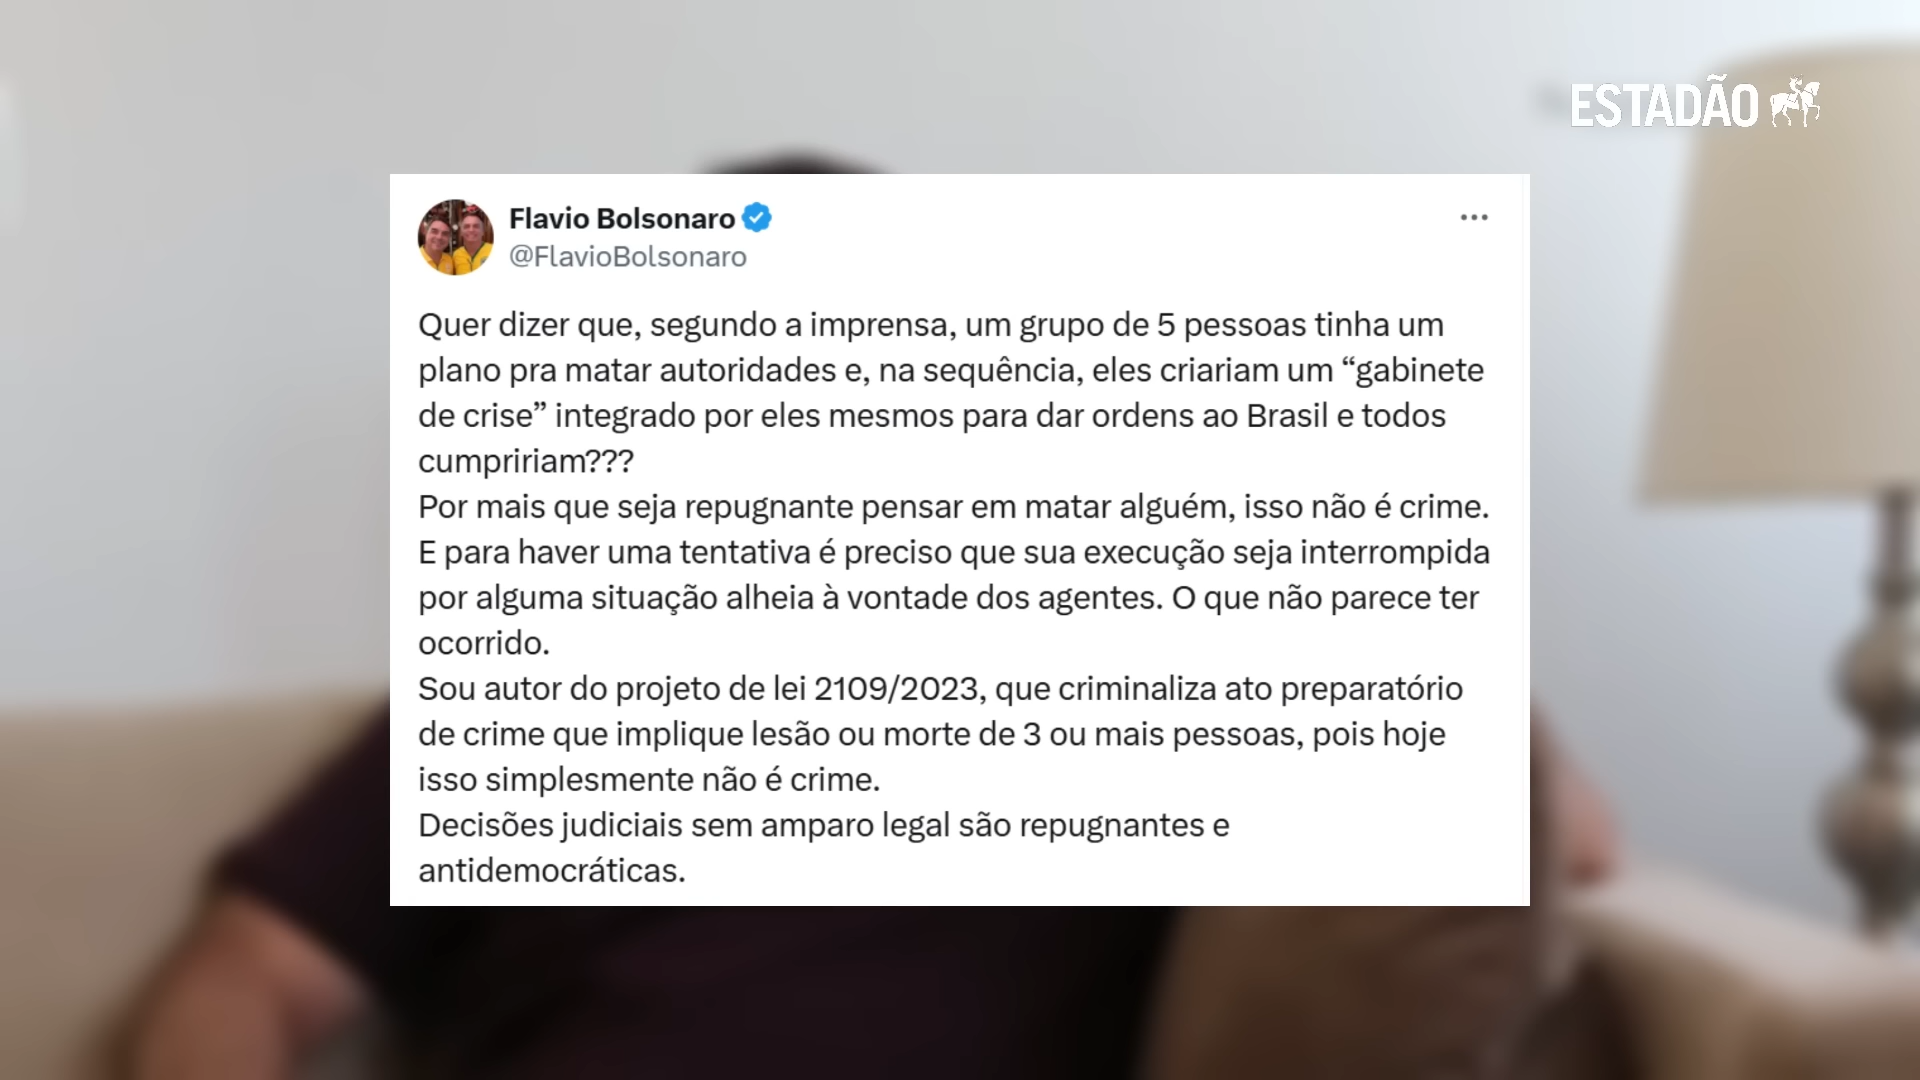 ESTADÃO
Flavio Bolsonaro
@FlavioBolsonaro
Quer dizer que, segundo a imprensa, um grupo de 5 pessoas tinha um
plano pra matar autoridades e, na sequência, eles criariam um “gabinete
de crise” integrado por eles mesmos para dar ordens ao Brasil e todos
cumpririam???
Por mais que seja repugnante pensar em matar alguém, isso não é crime.
E para haver uma tentativa é preciso que sua execução seja interrompida
por alguma situação alheia à vontade dos agentes. O que não parece ter
ocorrido.
Sou autor do projeto de lei 2109/2023, que criminaliza ato preparatório
de crime que implique lesão ou morte de 3 ou mais pessoas, pois hoje
isso simplesmente não é crime.
Decisões judiciais sem amparo legal são repugnantes e
antidemocráticas.